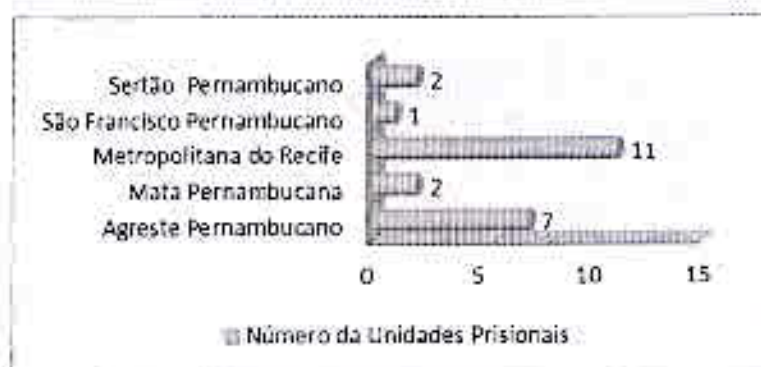 Sertão Pernambucano 2
São Francisco Pernambucano 1
Metropolitana do Recife 11
Mata Pernambucana 2
Agreste Pernambucano 7
0 5 10 15
Número da Unidades Prisionais